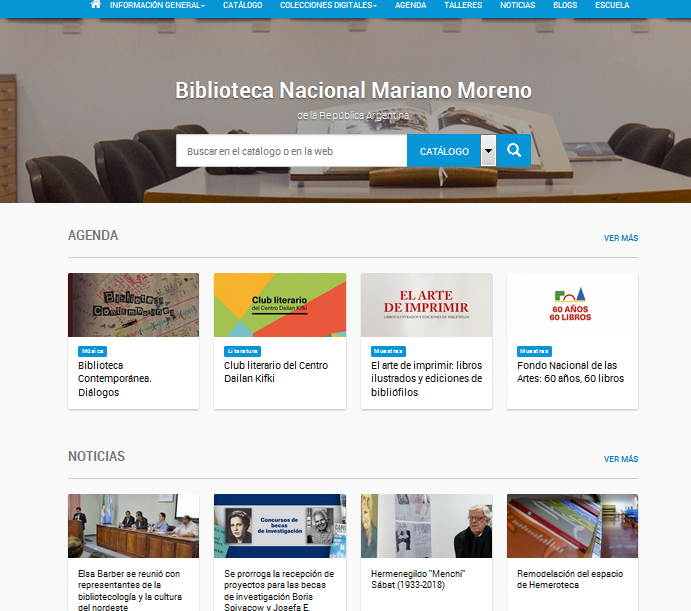 INFORMACIÓN GENERAL CATÁLOGO COLECCIONES DIGITALES AGENDA TALLERES NOTICIAS BLOGS ESCUELA
Biblioteca Nacional Mariano Moreno
de la República Argentina
Buscar en el catálogo o en la web CATÁLOGO
AGENDA VER MÁS
Biblioteca
Contemporánea
Música
Biblioteca
Contemporánea.
Diálogos
Club literario
del Centro Dailan Kifki
Literatura
Club literario del Centro
Dailan Kifki
EL ARTE
DE IMPRIMIR
LIBROS ILUSTRADOS Y EDICIONES DE BIBLIÓFILOS
Muestras
El arte de imprimir: libros
ilustrados y ediciones de
bibliófilos
60 AÑOS
60 LIBROS
Muestras
Fondo Nacional de las
Artes: 60 años, 60 libros
NOTICIAS VER MÁS
Elsa Barber se reunió con
representantes de la
bibliotecología y la cultura
del nordeste
Concursos de
becas
de investigación
Se prorroga la recepción de
proyectos para las becas
de investigación Boris
Spivacow y Josefa E.
Hermenegildo "Menchi"
Sábat (1933-2018)
Remodelación del espacio
de Hemeroteca